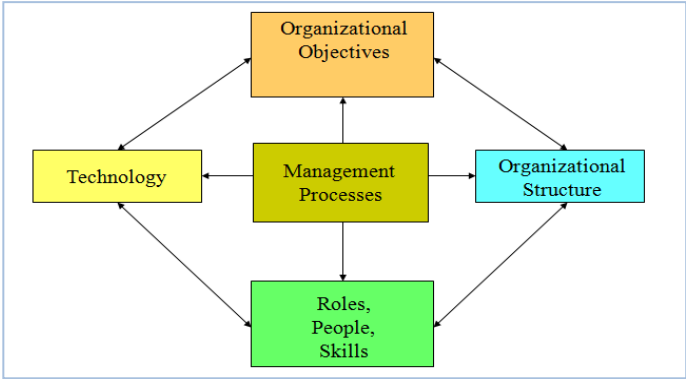 Organizational
Objectives
Technology
Management
Processes
Organizational
Structure
Roles,
People,
Skills